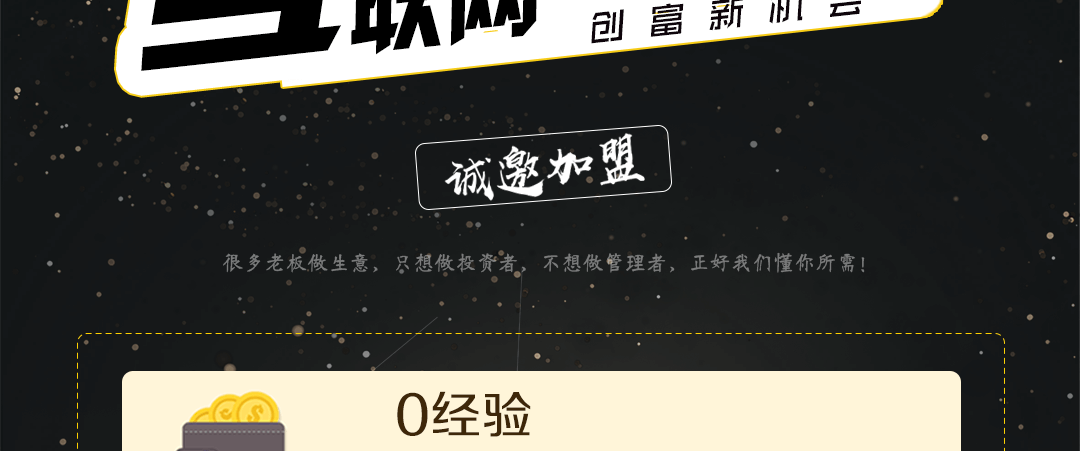 互联网
创富新机会
诚邀加盟
很多老板做生意，只想做投资者，不想做管理者，正好我们懂你所需！
0经验